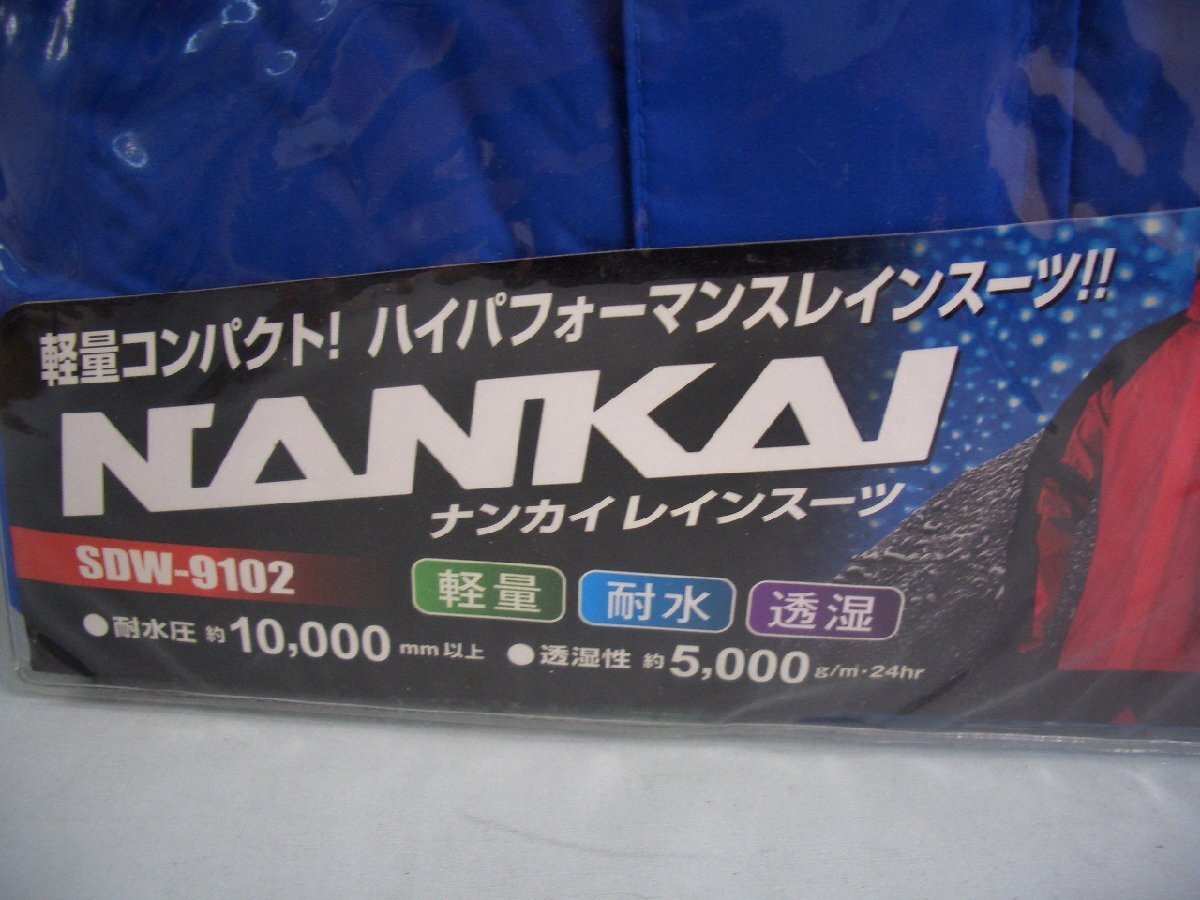 軽量コンパクト! ハイパフォーマンスレインスーツ!!
NANKAI
ナンカイレインスーツ
SDW-9102
軽量 耐水 透湿
●耐水圧 約10,000mm以上 ●透湿性 約5,000g/㎡・24hr